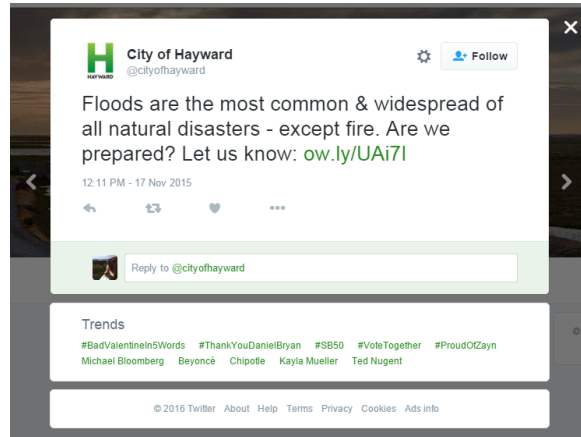 City of Hayward
@cityofhayward
HAYWARD
Follow
Floods are the most common & widespread of
all natural disasters - except fire. Are we
prepared? Let us know: ow.ly/UAi7I
12:11 PM - 17 Nov 2015
Reply to @cityofhayward
Trends
#BadValentineIn5Words #ThankYouDanielBryan #SB50 #VoteTogether #ProudOfZayn
Michael Bloomberg Beyoncé Chipotle Kayla Mueller Ted Nugent
© 2016 Twitter About Help Terms Privacy Cookies Ads info